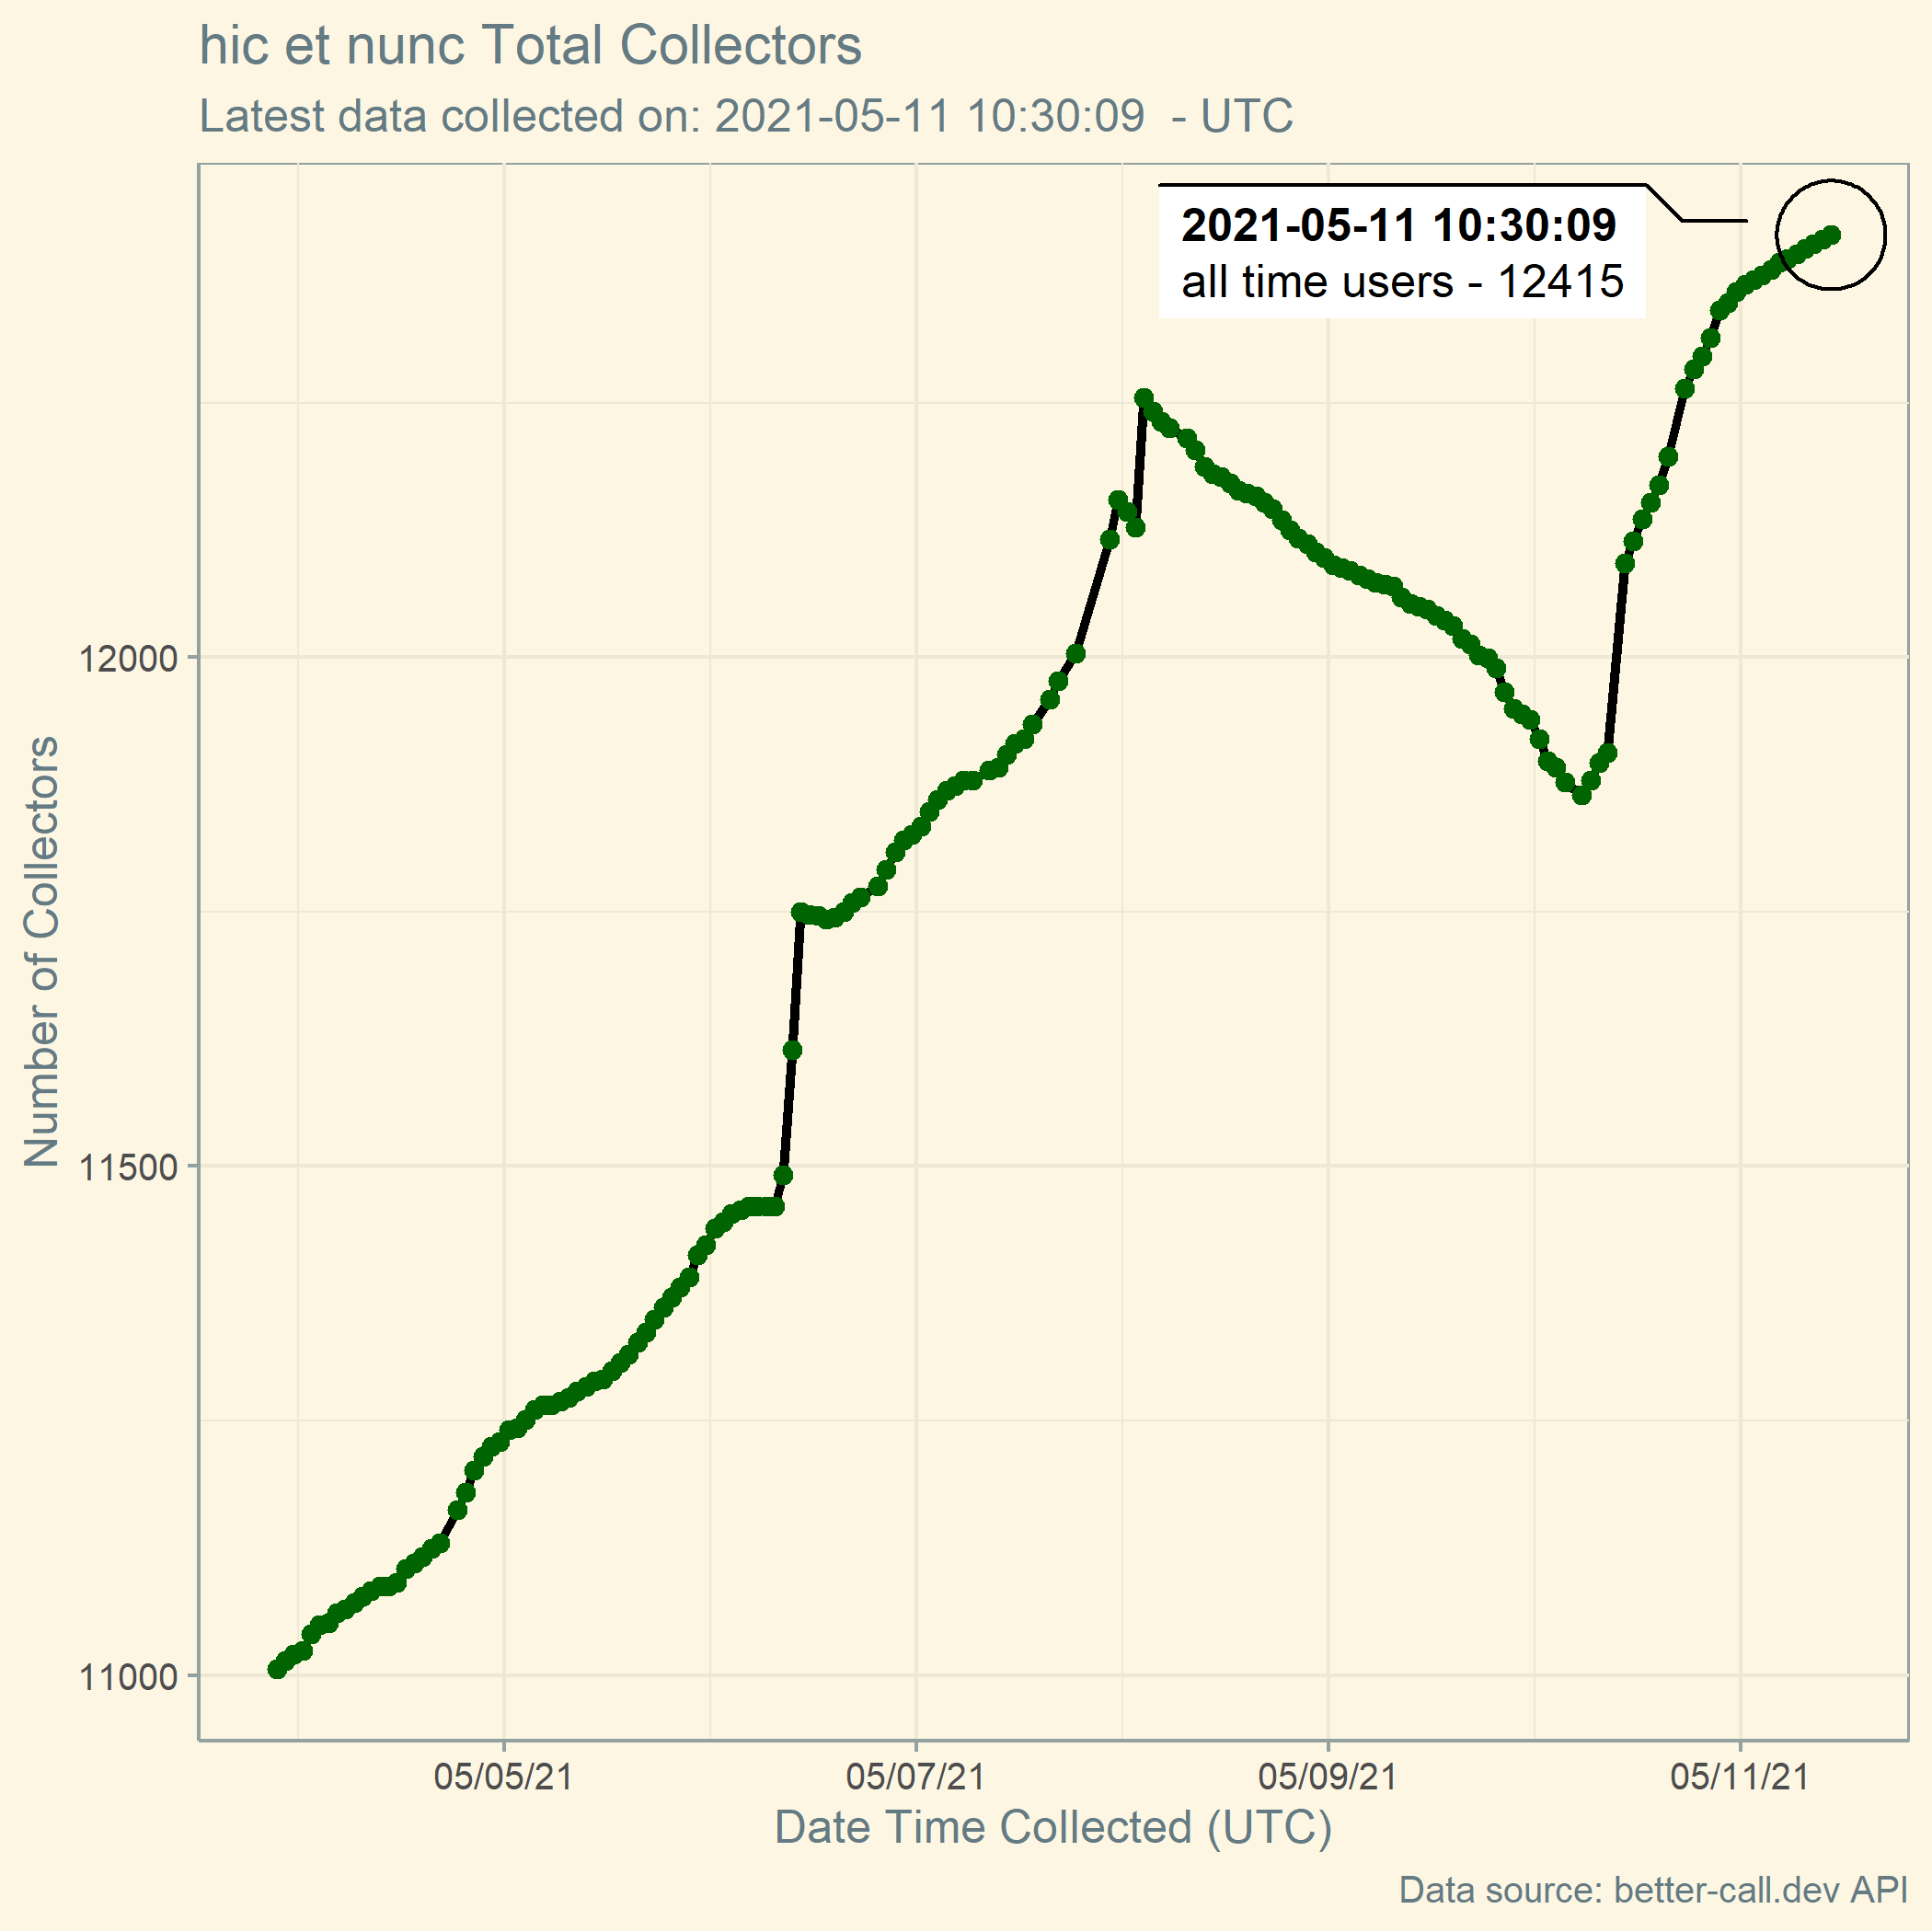 hic et nunc Total Collectors
Latest data collected on: 2021-05-11 10:30:09  - UTC
2021-05-11 10:30:09
all time users - 12415
Number of Collectors
12000
11500
11000
05/05/21
05/07/21
05/09/21
05/11/21
Date Time Collected (UTC)
Data source: better-call.dev API